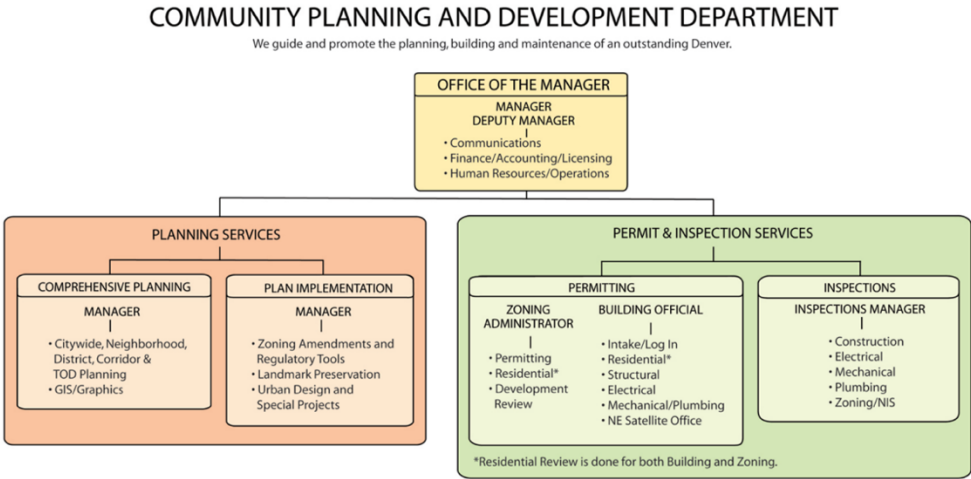 COMMUNITY PLANNING AND DEVELOPMENT DEPARTMENT
We guide and promote the planning, building and maintenance of an outstanding Denver.
OFFICE OF THE MANAGER
MANAGER
DEPUTY MANAGER
• Communications
• Finance/Accounting/Licensing
• Human Resources/Operations
PLANNING SERVICES
COMPREHENSIVE PLANNING
MANAGER
• Citywide, Neighborhood,
District, Corridor &
TOD Planning
• GIS/Graphics
PLAN IMPLEMENTATION
MANAGER
• Zoning Amendments and
Regulatory Tools
• Landmark Preservation
• Urban Design and
Special Projects
PERMIT & INSPECTION SERVICES
PERMITTING
ZONING
ADMINISTRATOR
• Permitting
• Residential*
• Development
Review
BUILDING OFFICIAL
• Intake/Log In
• Residential*
• Structural
• Electrical
• Mechanical/Plumbing
• NE Satellite Office
INSPECTIONS
INSPECTIONS MANAGER
• Construction
• Electrical
• Mechanical
• Plumbing
• Zoning/NIS
*Residential Review is done for both Building and Zoning.